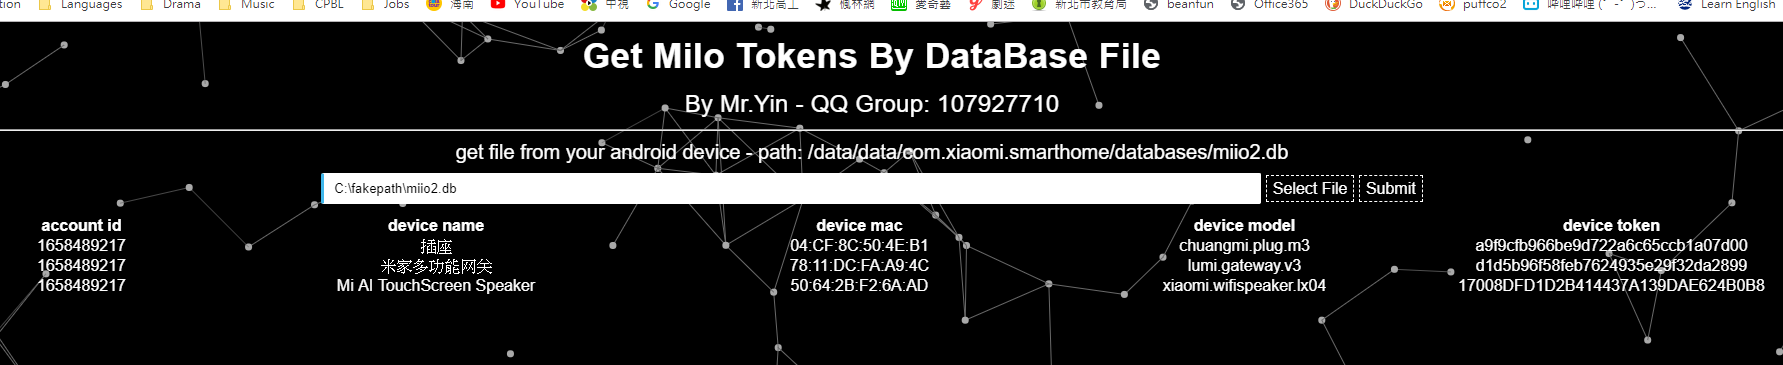 tion Languages Drama Music CPBL Jobs 海南 YouTube 中視 Google 新北高工 楓林網 愛奇藝 劇迷 新北市教育局 beanfun Office365 DuckDuckGo puffco2 哔哩哔哩 (゜-゜)つ... Learn English
Get MiIo Tokens By DataBase File
By Mr.Yin - QQ Group: 107927710
get file from your android device - path: /data/data/com.xiaomi.smarthome/databases/miio2.db
C:\fakepath\miio2.db Select File Submit
account id device name device mac device model device token
1658489217 插座 04:CF:8C:50:4E:B1 chuangmi.plug.m3 a9f9cfb966be9d722a6c65ccb1a07d00
1658489217 米家多功能网关 78:11:DC:FA:A9:4C lumi.gateway.v3 d1d5b96f58feb7624935e29f32da2899
1658489217 Mi AI TouchScreen Speaker 50:64:2B:F2:6A:AD xiaomi.wifispeaker.lx04 17008DFD1D2B414437A139DAE624B0B8